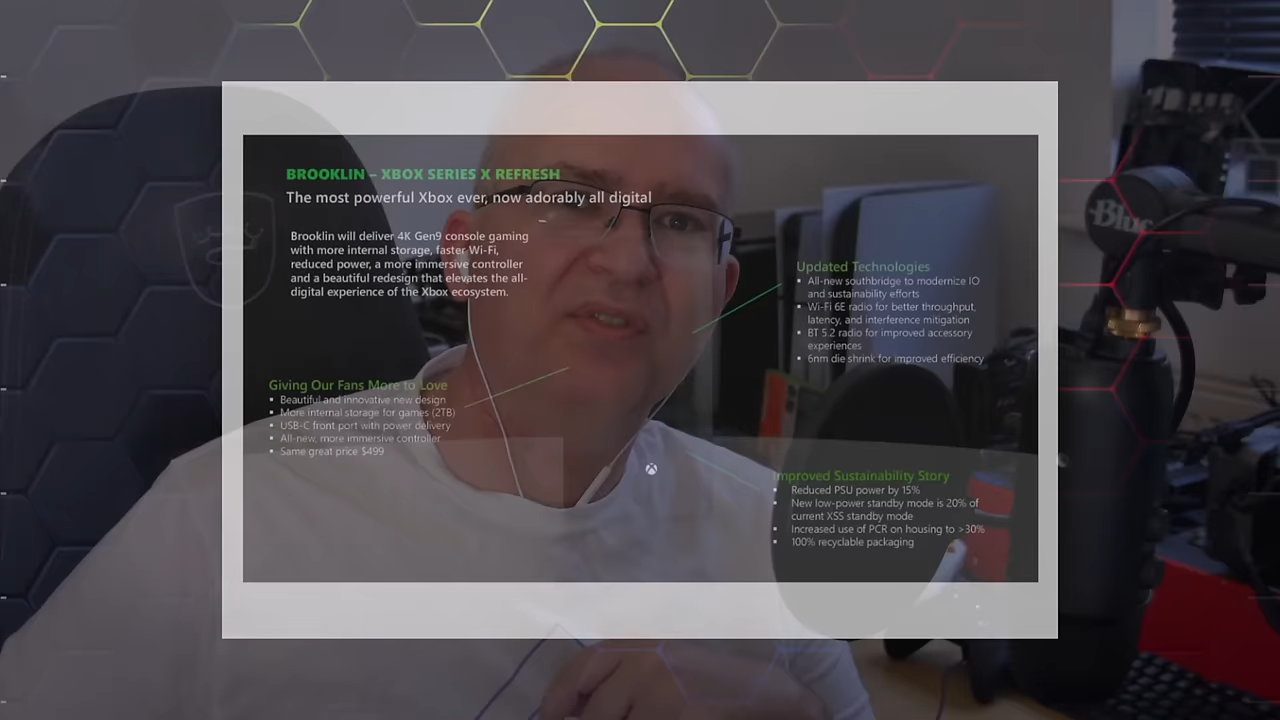 BROOKLIN – XBOX SERIES X REFRESH
The most powerful Xbox ever, now adorably all digital
Brooklin will deliver 4K Gen9 console gaming
with more internal storage, faster Wi-Fi,
reduced power, a more immersive controller
and a beautiful redesign that elevates the all-
digital experience of the Xbox ecosystem.
Updated Technologies
▪ All-new southbridge to modernize IO
and sustainability efforts
▪ Wi-Fi 6E radio for better throughput,
latency, and interference mitigation
▪ BT 5.2 radio for improved accessory
experiences
▪ 6nm die shrink for improved efficiency
Giving Our Fans More to Love
▪ Beautiful and innovative new design
▪ More internal storage for games (2TB)
▪ USB-C front port with power delivery
▪ All-new, more immersive controller
▪ Same great price $499
Improved Sustainability Story
▪ Reduced PSU power by 15%
▪ New low-power standby mode is 20% of
current XSS standby mode
▪ Increased use of PCR on housing to >30%
▪ 100% recyclable packaging
Blue